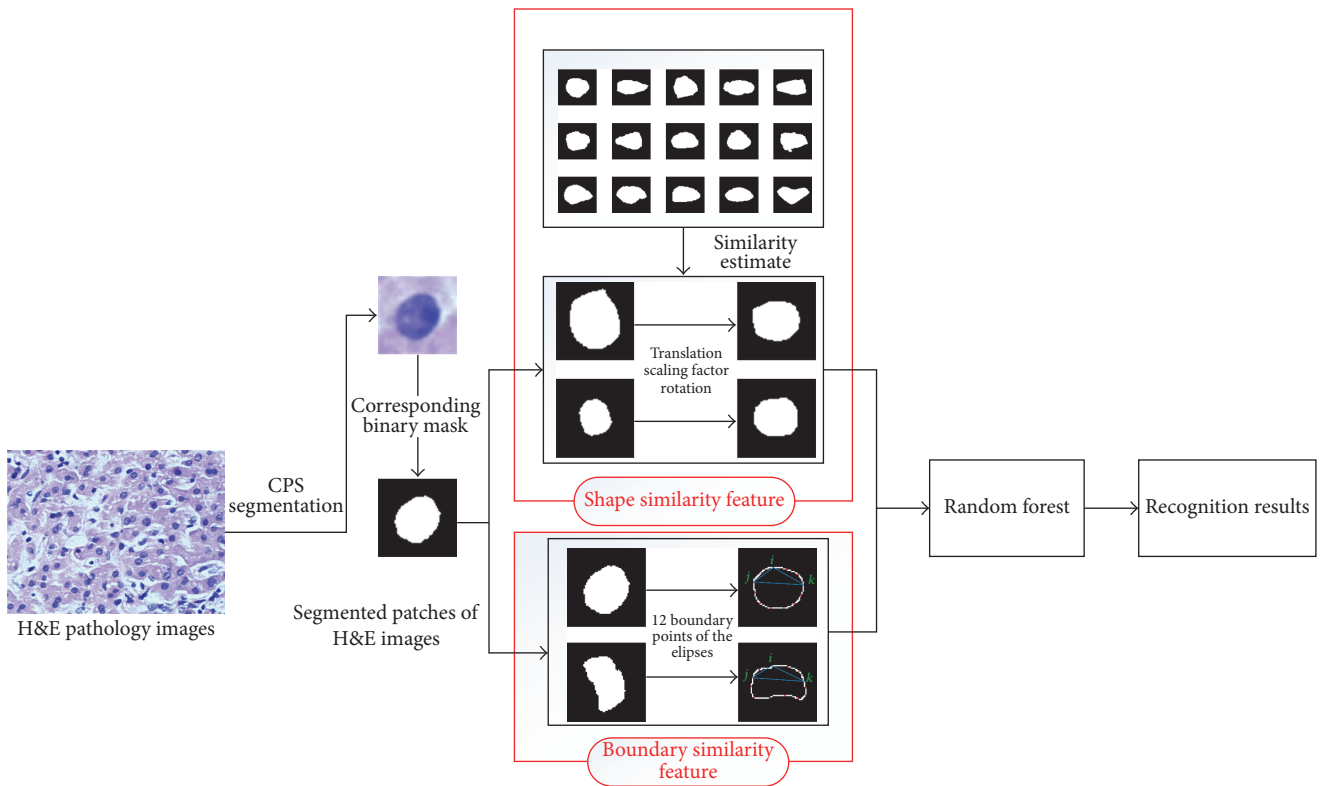 Similarity
estimate
Translation
scaling factor
rotation
Shape similarity feature
Corresponding
binary mask
CPS
segmentation
H&E pathology images
Segmented patches of
H&E images
12 boundary
points of the
elipses
i
j
k
i
j
k
Boundary similarity
feature
Random forest
Recognition results